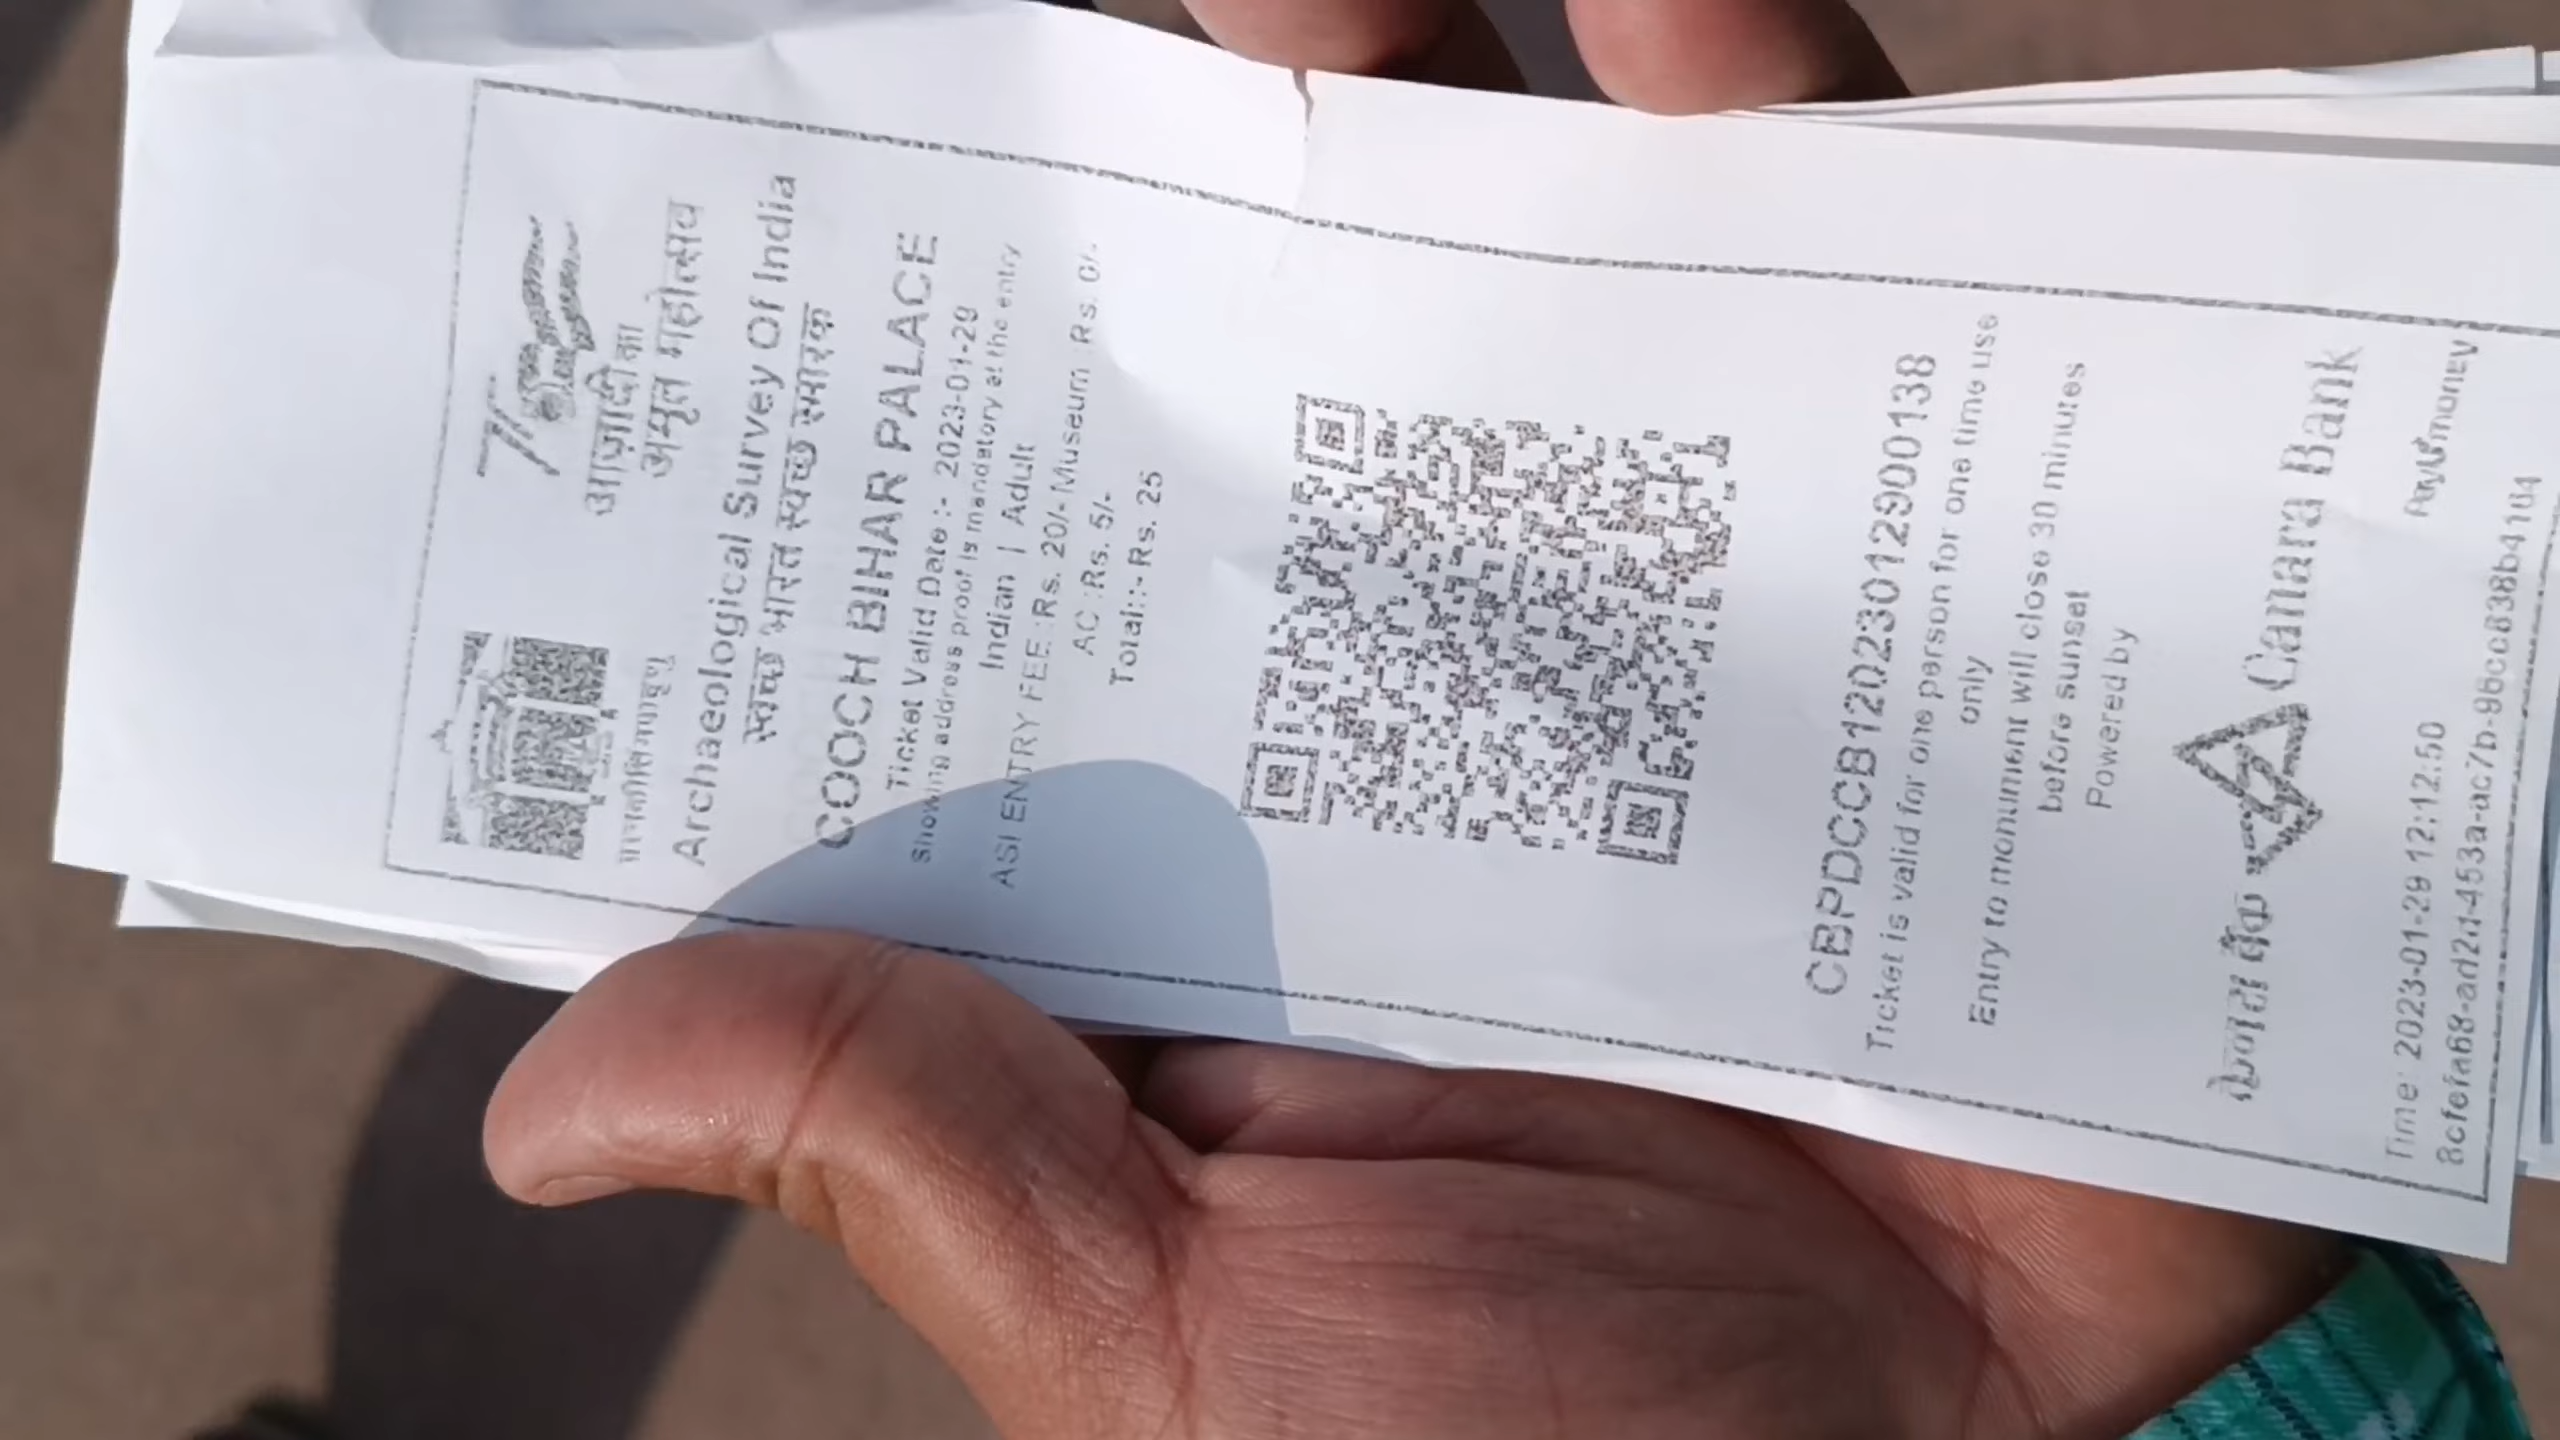 75
आज़ादी का
अमृत महोत्सव
Archaeological Survey Of India
स्वच्छ भारत स्वच्छ स्मारक
COOCH BIHAR PALACE
Ticket Valid Date :- 2023-01-29
Showing address proof is mandatory at the entry
Indian | Adult
ASI ENTRY FEE :Rs. 20/- Museum :Rs. 0/-
AC :Rs. 5/-
Total::-Rs. 25
CBPDCCB12023012900138
Ticket is valid for one person for one time use
only
Entry to monument will close 30 minutes
before sunset
Powered by
केनरा बैंक Canara Bank
Time: 2023-01-29 12:12:50 PayUmoney